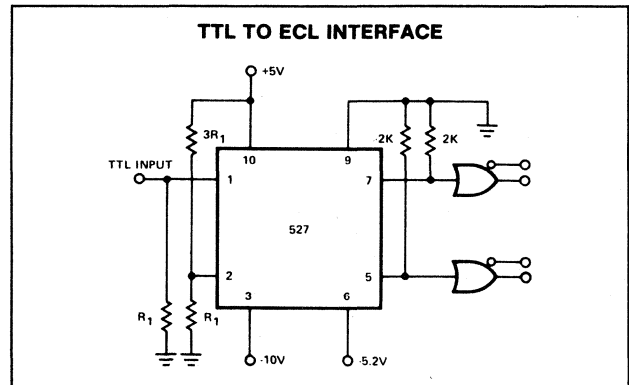 TTL TO ECL INTERFACE
+5V
3R1
2K
2K
TTL INPUT
10
9
1
7
527
2
5
3
6
R1
R1
-10V
-5.2V